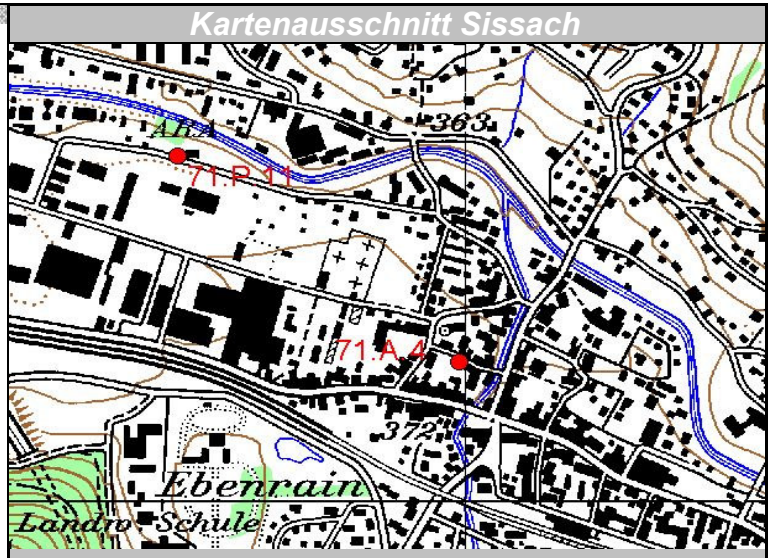 Kartenausschnitt Sissach
363
ARA
71.P.11
71.A.4
372
Ebenrain
Landw. Schule